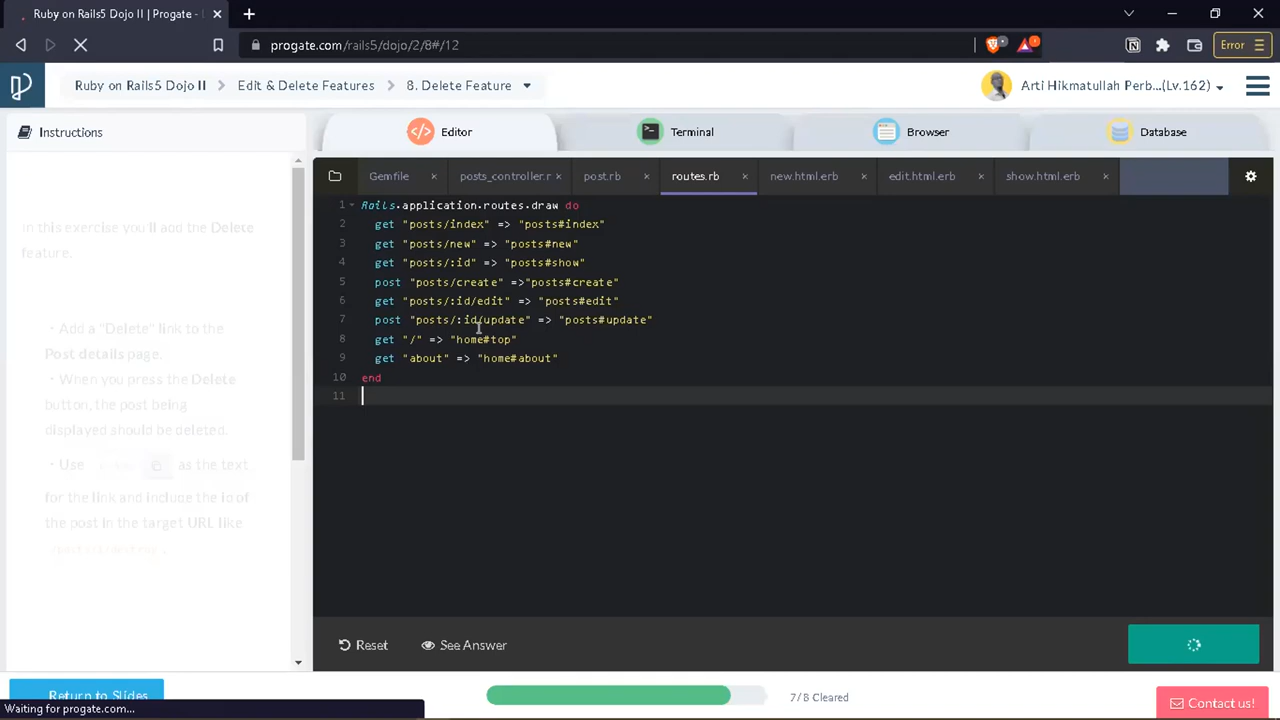 Ruby on Rails5 Dojo II | Progate -
progate.com/rails5/dojo/2/8#/12
Error
Ruby on Rails5 Dojo II
Edit & Delete Features
8. Delete Feature
Arti Hikmatullah Perb...(Lv.162)
Instructions
Editor
Terminal
Browser
Database
Gemfile
posts_controller.r
post.rb
routes.rb
new.html.erb
edit.html.erb
show.html.erb
In this exercise you'll add the Delete
feature.
・Add a "Delete" link to the
Post details page.
・When you press the Delete
button, the post being
displayed should be deleted.
・Use
as the text
for the link and include the id of
the post in the target URL like
1 Rails.application.routes.draw do
2 get "posts/index" => "posts#index"
3 get "posts/new" => "posts#new"
4 get "posts/:id" => "posts#show"
5 post "posts/create" =>"posts#create"
6 get "posts/:id/edit" => "posts#edit"
7 post "posts/:id/update" => "posts#update"
8 get "/" => "home#top"
9 get "about" => "home#about"
10 end
11
Reset
See Answer
Return to Slides
7/8 Cleared
Contact us!
Waiting for progate.com...